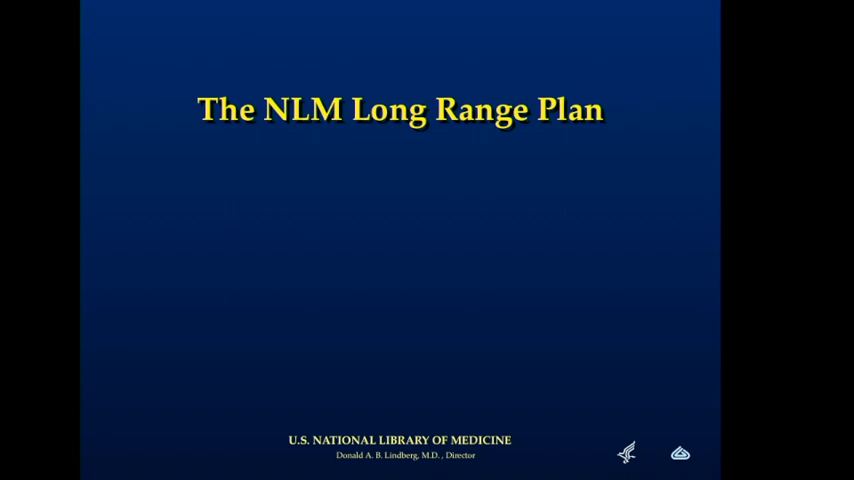 The NLM Long Range Plan
U.S. NATIONAL LIBRARY OF MEDICINE
Donald A. B. Lindberg, M.D. , Director